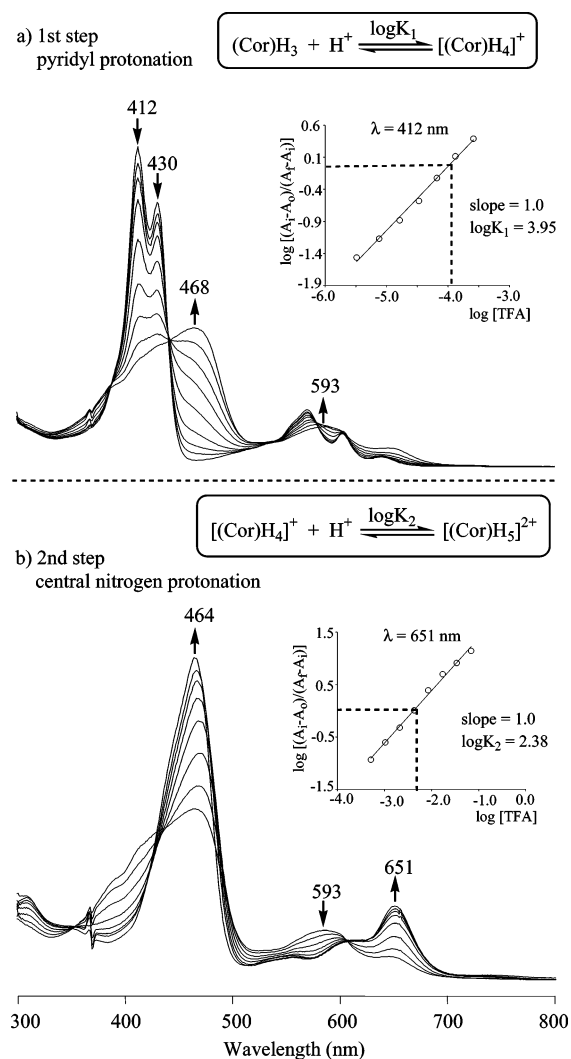 a) 1st step
pyridyl protonation
(Cor)H3 + H+ logK1 [(Cor)H4]+
412
430
468
593
λ = 412 nm
slope = 1.0
logK1 = 3.95
log [(Ai-Ao)/(Af-Ai)]
0.6
0.1
-0.4
-0.9
-1.4
-1.9
-6.0 -5.0 -4.0 -3.0
log [TFA]
[(Cor)H4]+ + H+ logK2 [(Cor)H5]2+
b) 2nd step
central nitrogen protonation
464
593
651
λ = 651 nm
slope = 1.0
logK2 = 2.38
log [(Ai-Ao)/(Af-Ai)]
1.5
0.5
-0.5
-1.5
-4.0 -3.0 -2.0 -1.0 0.0
log [TFA]
300 400 500 600 700 800
Wavelength (nm)